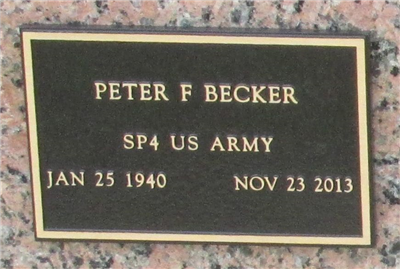 PETER F BECKER
SP4 US ARMY
JAN 25 1940 NOV 23 2013